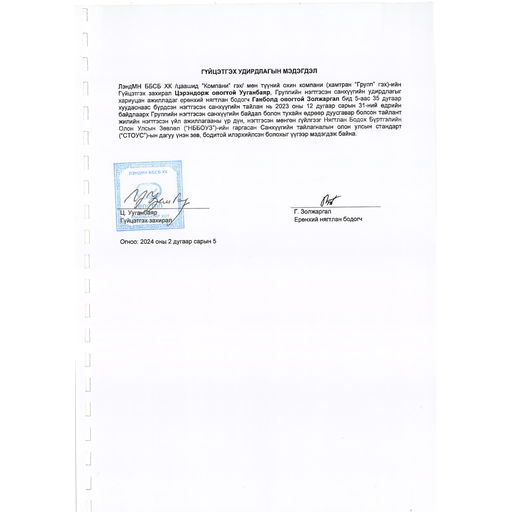 ГҮЙЦЭТГЭХ УДИРДЛАГЫН МЭДЭГДЭЛ
ЛэндМН ББСБ ХК /цаашид "Компани" гэх/ мөн түүний охин компани (хамтран "Групп" гэх)-ийн
Гүйцэтгэх захирал Цэрэндорж овогтой Ууганбаяр, Группийн нэгтгэсэн санхүүгийн удирдлагыг
хариуцан ажилладаг ерөнхий нягтлан бодогч Ганболд овогтой Золжаргал бид 5-аас 35 дугаар
хуудаснаас бүрдсэн нэгтгэсэн санхүүгийн тайлан нь 2023 оны 12 дугаар сарын 31-ний өдрийн
байдлаарх Группийн нэгтгэсэн санхүүгийн байдал болон тухайн өдрөөр дуусгавар болсон тайлант
жилийн нэгтгэсэн үйл ажиллагааны үр дүн, нэгтгэсэн мөнгөн гүйлгээг Нягтлан Бодох Бүртгэлийн
Олон Улсын Зөвлөл ("НББОУЗ")-ийн гаргасан Санхүүгийн тайлагналын олон улсын стандарт
("СТОУС")-ын дагуу үнэн зөв, бодитой илэрхийлсэн болохыг үүгээр мэдэгдэж байна.
ЛЭНДМН ББСБ ХК
Ц. Ууганбаяр
Гүйцэтгэх захирал
Г. Золжаргал
Ерөнхий нягтлан бодогч
Огноо: 2024 оны 2 дугаар сарын 5